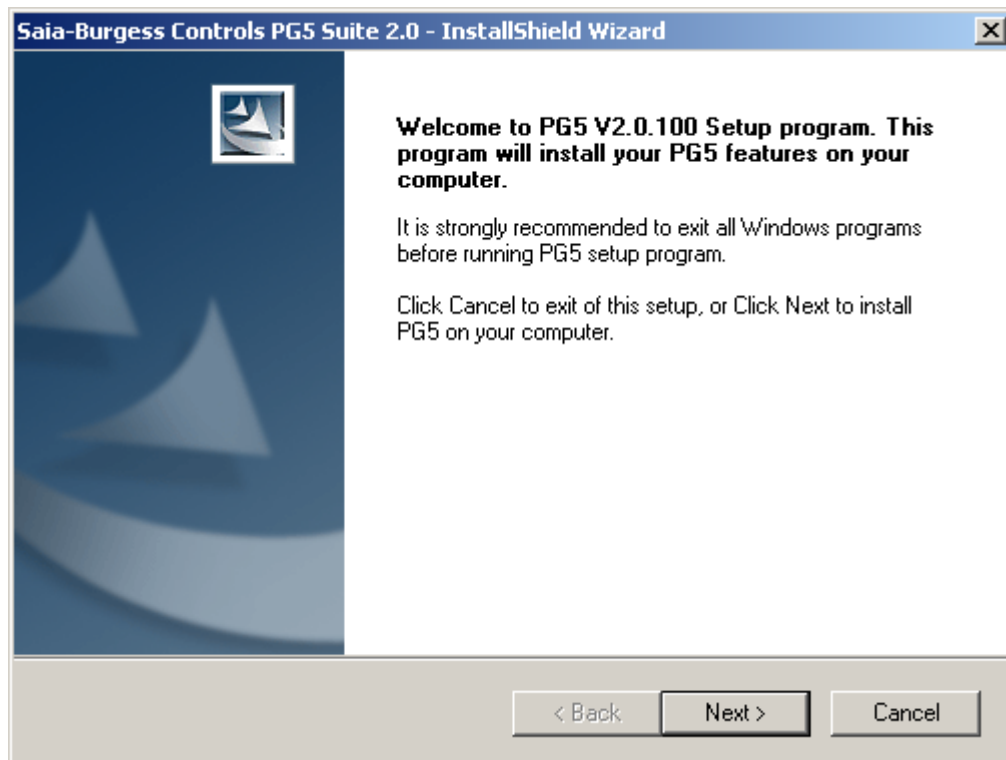 Saia-Burgess Controls PG5 Suite 2.0 - InstallShield Wizard
Welcome to PG5 V2.0.100 Setup program. This
program will install your PG5 features on your
computer.
It is strongly recommended to exit all Windows programs
before running PG5 setup program.
Click Cancel to exit of this setup, or Click Next to install
PG5 on your computer.
< Back
Next >
Cancel